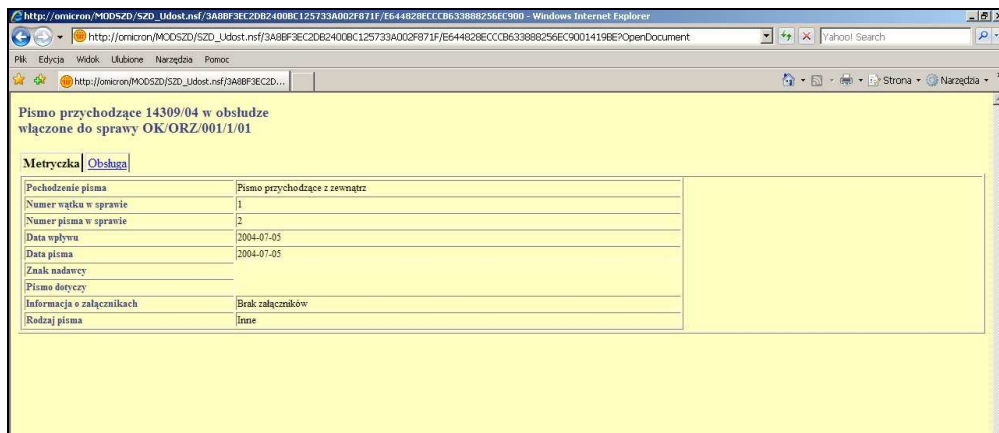 http://omicron/MODSZD/SZD_Udost.nsf/3A8BF3EC2DB2400BC125733A002F871F/E644828ECCCB633888256EC900 - Windows Internet Explorer
http://omicron/MODSZD/SZD_Udost.nsf/3A8BF3EC2DB2400BC125733A002F871F/E644828ECCCB633888256EC9001419BE?OpenDocument Yahoo! Search
Plik Edycja Widok Ulubione Narzędzia Pomoc
http://omicron/MODSZD/SZD_Udost.nsf/3A8BF3EC2D... Strona Narzędzia
Pismo przychodzące 14309/04 w obsłudze
włączone do sprawy OK/ORZ/001/1/01
Metryczka Obsługa
Pochodzenie pisma Pismo przychodzące z zewnątrz
Numer wątku w sprawie 1
Numer pisma w sprawie 2
Data wpływu 2004-07-05
Data pisma 2004-07-05
Znak nadawcy
Pismo dotyczy
Informacja o załącznikach Brak załączników
Rodzaj pisma Inne